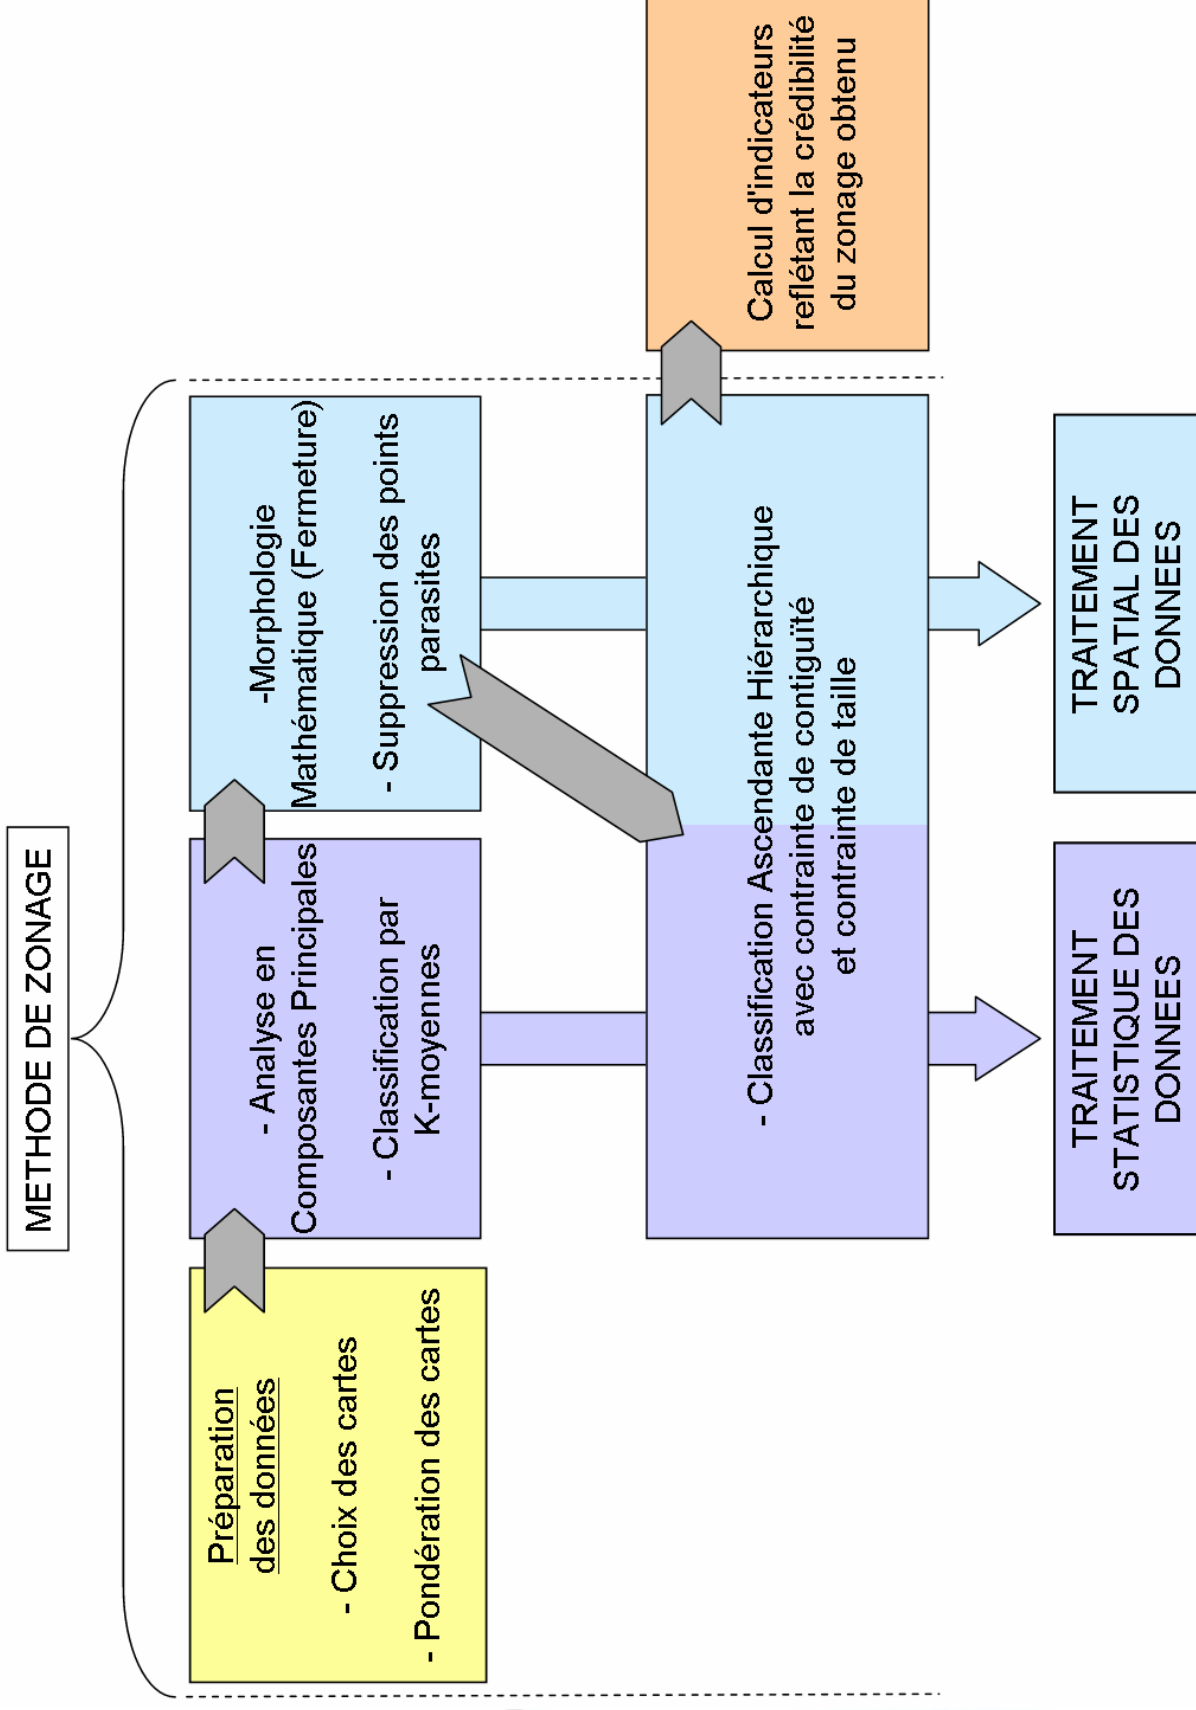 METHODE DE ZONAGE
Préparation
des données
- Choix des cartes
- Pondération des cartes
- Analyse en
Composantes Principales
- Classification par
K-moyennes
-Morphologie
Mathématique (Fermeture)
- Suppression des points
parasites
- Classification Ascendante Hiérarchique
avec contrainte de contiguïté
et contrainte de taille
Calcul d'indicateurs
reflétant la crédibilité
du zonage obtenu
TRAITEMENT
STATISTIQUE DES
DONNEES
TRAITEMENT
SPATIAL DES
DONNEES